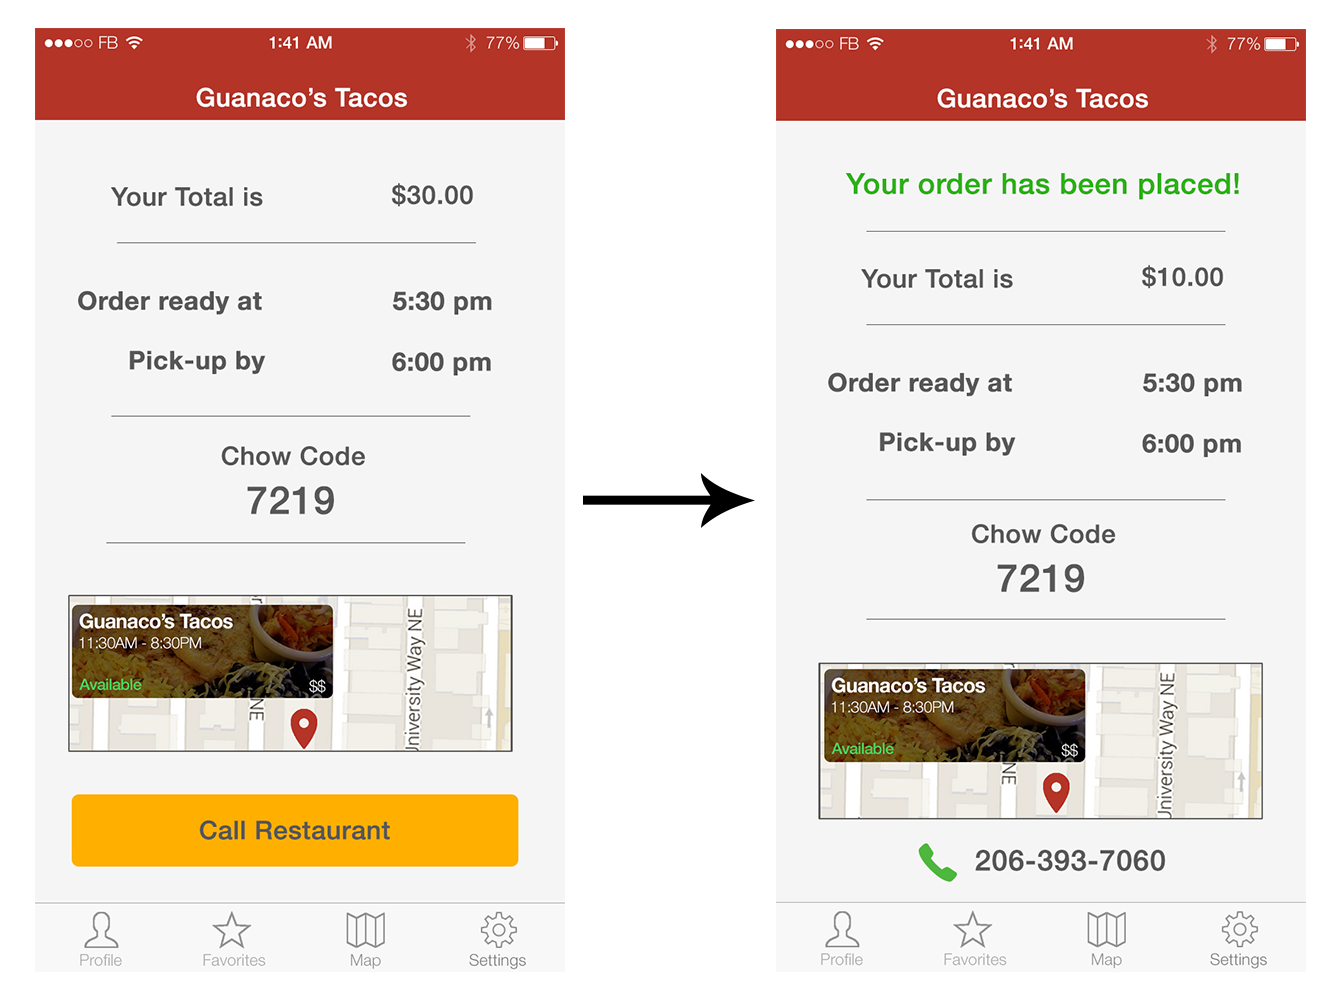 FB 1:41 AM 77%
Guanaco's Tacos
Your Total is $30.00
Order ready at 5:30 pm
Pick-up by 6:00 pm
Chow Code
7219
Guanaco's Tacos
11:30AM - 8:30PM
Available $$
NE
University Way NE
Call Restaurant
Profile Favorites Map Settings
FB 1:41 AM 77%
Guanaco's Tacos
Your order has been placed!
Your Total is $10.00
Order ready at 5:30 pm
Pick-up by 6:00 pm
Chow Code
7219
Guanaco's Tacos
11:30AM - 8:30PM
Available $$
NE
University Way NE
206-393-7060
Profile Favorites Map Settings